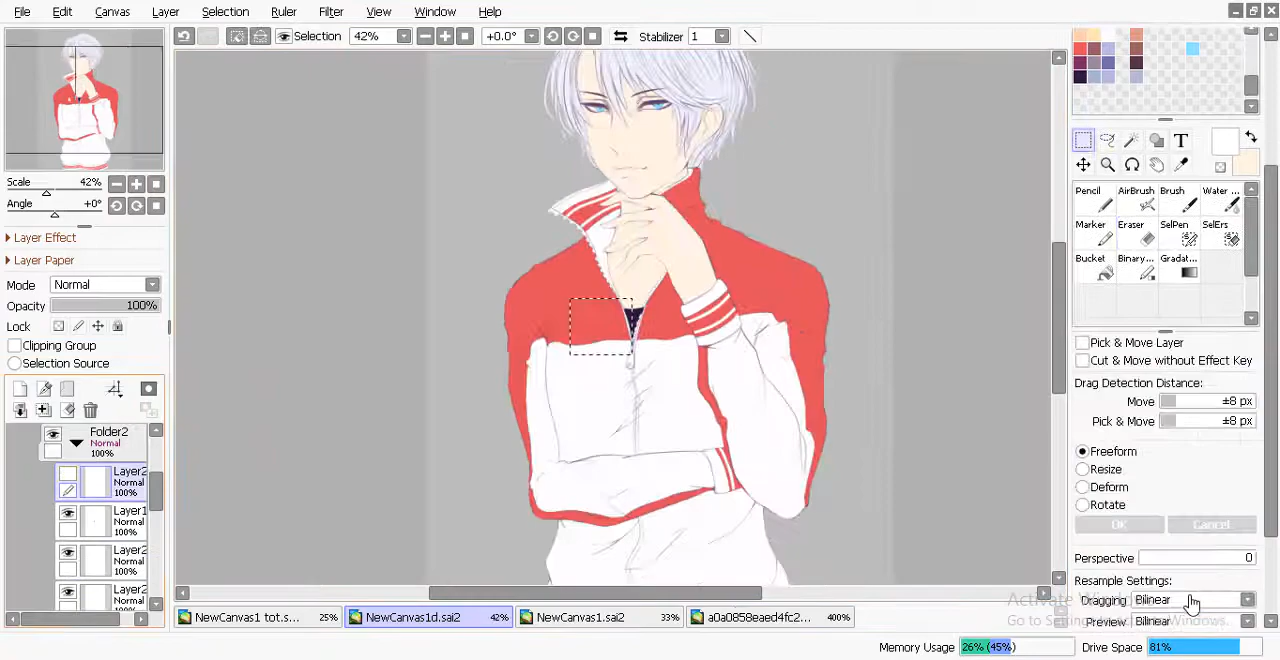 File Edit Canvas Layer Selection Ruler Filter View Window Help
Selection 42% +0.0° Stabilizer 1
Scale 42%
Angle +0°
Layer Effect
Layer Paper
Mode Normal
Opacity 100%
Lock
Clipping Group
Selection Source
Folder2
Normal
100%
Layer2
Normal
100%
Layer1
Normal
100%
Layer2
Normal
100%
Layer2
Normal
T
Pencil AirBrush Brush Water ...
Marker Eraser SelPen SelErs
Bucket Binary... Gradat...
Pick & Move Layer
Cut & Move without Effect Key
Drag Detection Distance:
Move ±8 px
Pick & Move ±8 px
Freeform
Resize
Deform
Rotate
OK Cancel
Perspective 0
Resample Settings:
Dragging Bilinear
Preview Bilinear
Activate Windows
Go to Settings to activate Windows.
NewCanvas1 tot.s... 25% NewCanvas1d.sai2 42% NewCanvas1.sai2 33% a0a0858eaed4fc2... 400%
Memory Usage 26% (45%) Drive Space 81%